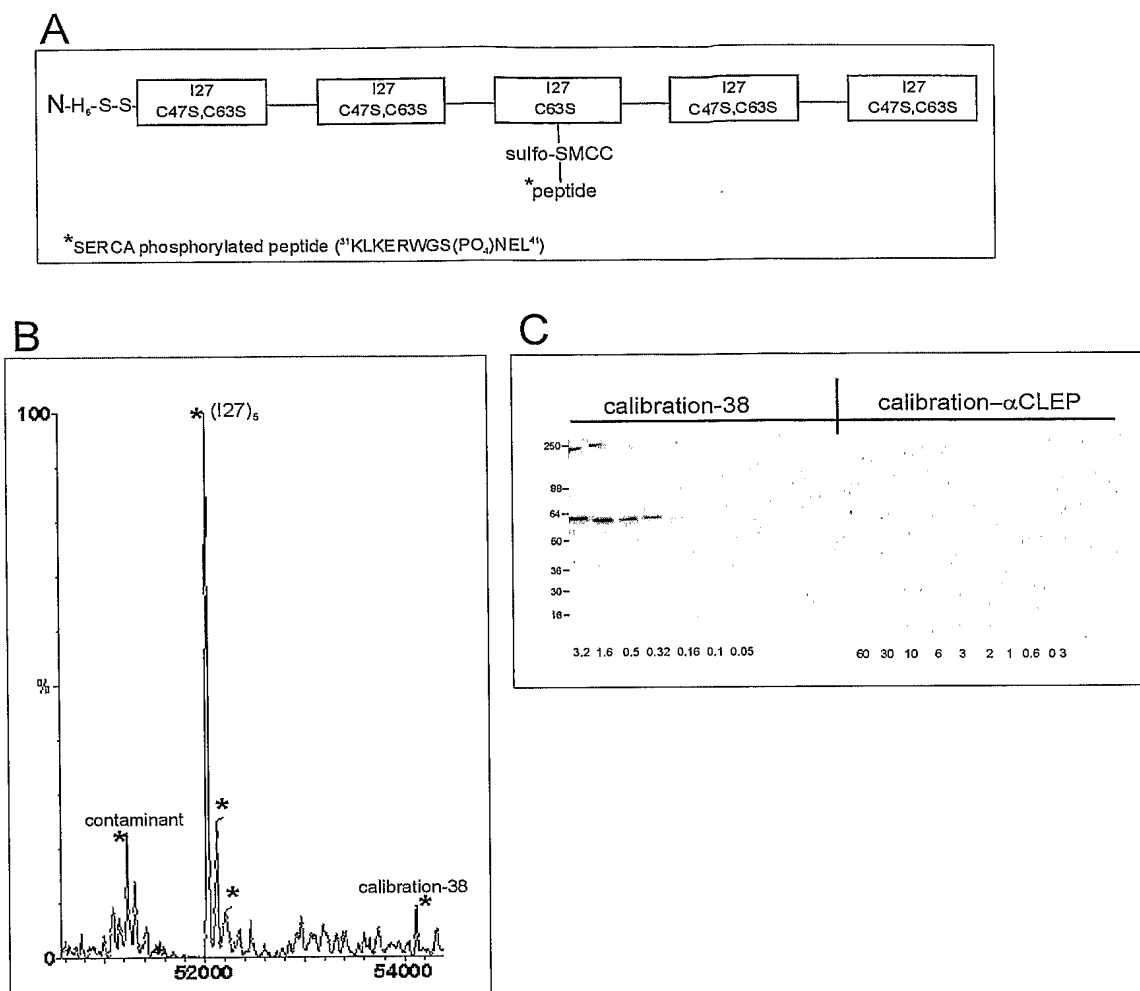 A
I27 I27 I27 I27 I27
N-H₆-S-S- C47S,C63S C47S,C63S C63S C47S,C63S C47S,C63S
sulfo-SMCC
*peptide
*SERCA phosphorylated peptide (³¹KLKERWGS(PO₄)NEL⁴¹)
B
100
* (I27)₅
%
contaminant
*
*
*
calibration-38
*
0
52000 54000
C
calibration-38 calibration–αCLEP
250–
98–
64–
50–
36–
30–
16–
3.2 1.6 0.5 0.32 0.16 0.1 0.05 60 30 10 6 3 2 1 0.6 0 3